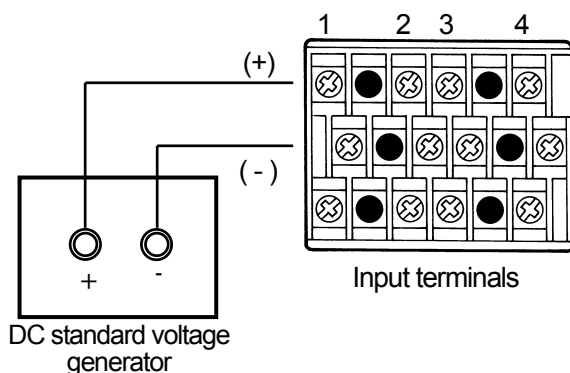 1 2 3 4
(+)
(-)
+ -
Input terminals
DC standard voltage
generator